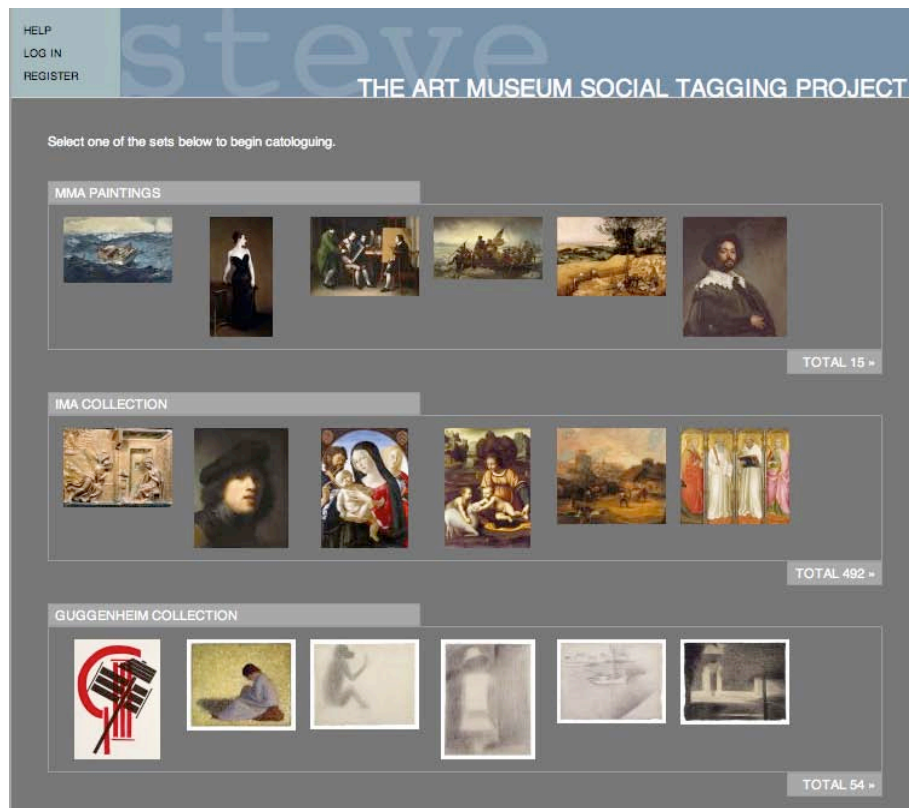 HELP
LOG IN
REGISTER
steve
THE ART MUSEUM SOCIAL TAGGING PROJECT
Select one of the sets below to begin catologuing.
MMA PAINTINGS
TOTAL 15 »
IMA COLLECTION
TOTAL 492 »
GUGGENHEIM COLLECTION
TOTAL 54 »